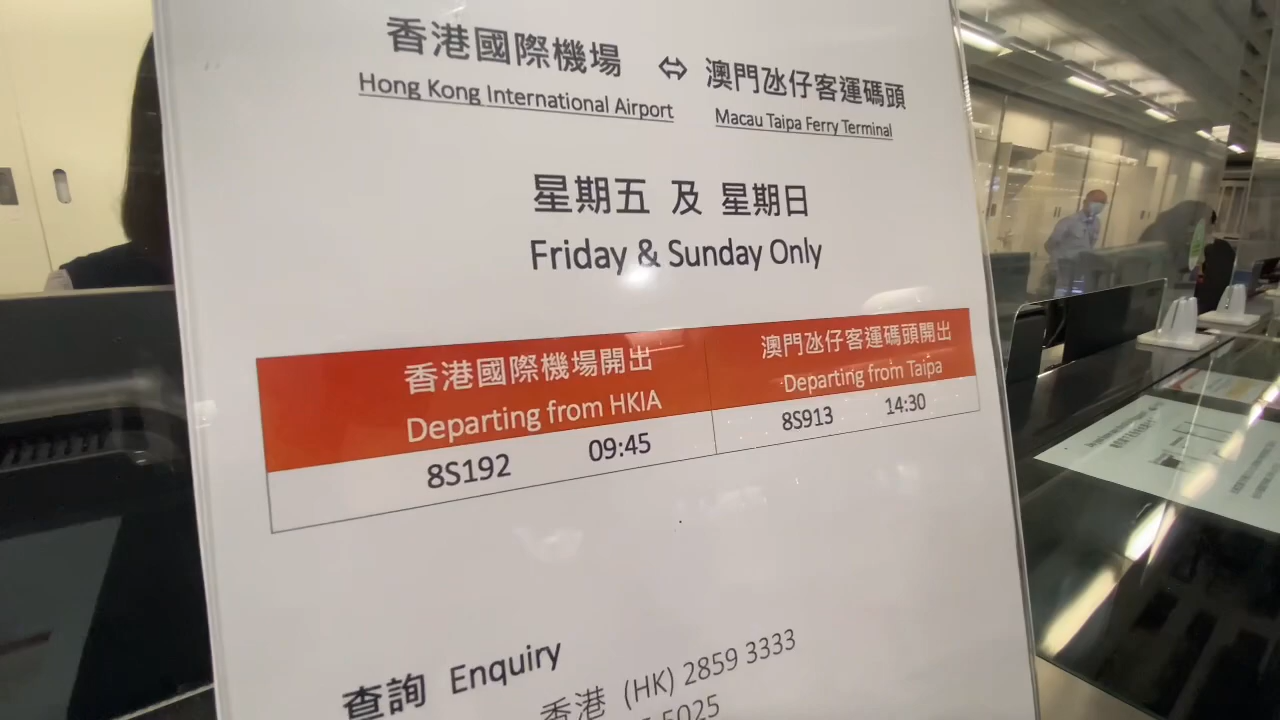 香港國際機場 ⇔ 澳門氹仔客運碼頭
Hong Kong International Airport Macau Taipa Ferry Terminal
星期五 及 星期日
Friday & Sunday Only
香港國際機場開出 澳門氹仔客運碼頭開出
Departing from HKIA Departing from Taipa
8S192 09:45 8S913 14:30
查詢 Enquiry
香港 (HK) 2859 3333
5025